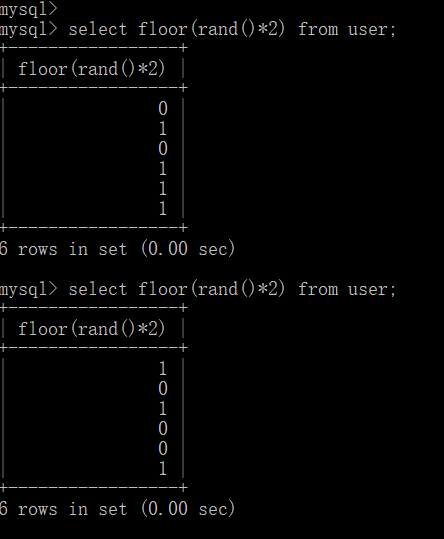 mysql>
mysql> select floor(rand()*2) from user;
+-----------------+
| floor(rand()*2) |
+-----------------+
|               0 |
|               1 |
|               0 |
|               1 |
|               1 |
|               1 |
+-----------------+
6 rows in set (0.00 sec)

mysql> select floor(rand()*2) from user;
+-----------------+
| floor(rand()*2) |
+-----------------+
|               1 |
|               0 |
|               1 |
|               0 |
|               0 |
|               1 |
+-----------------+
6 rows in set (0.00 sec)